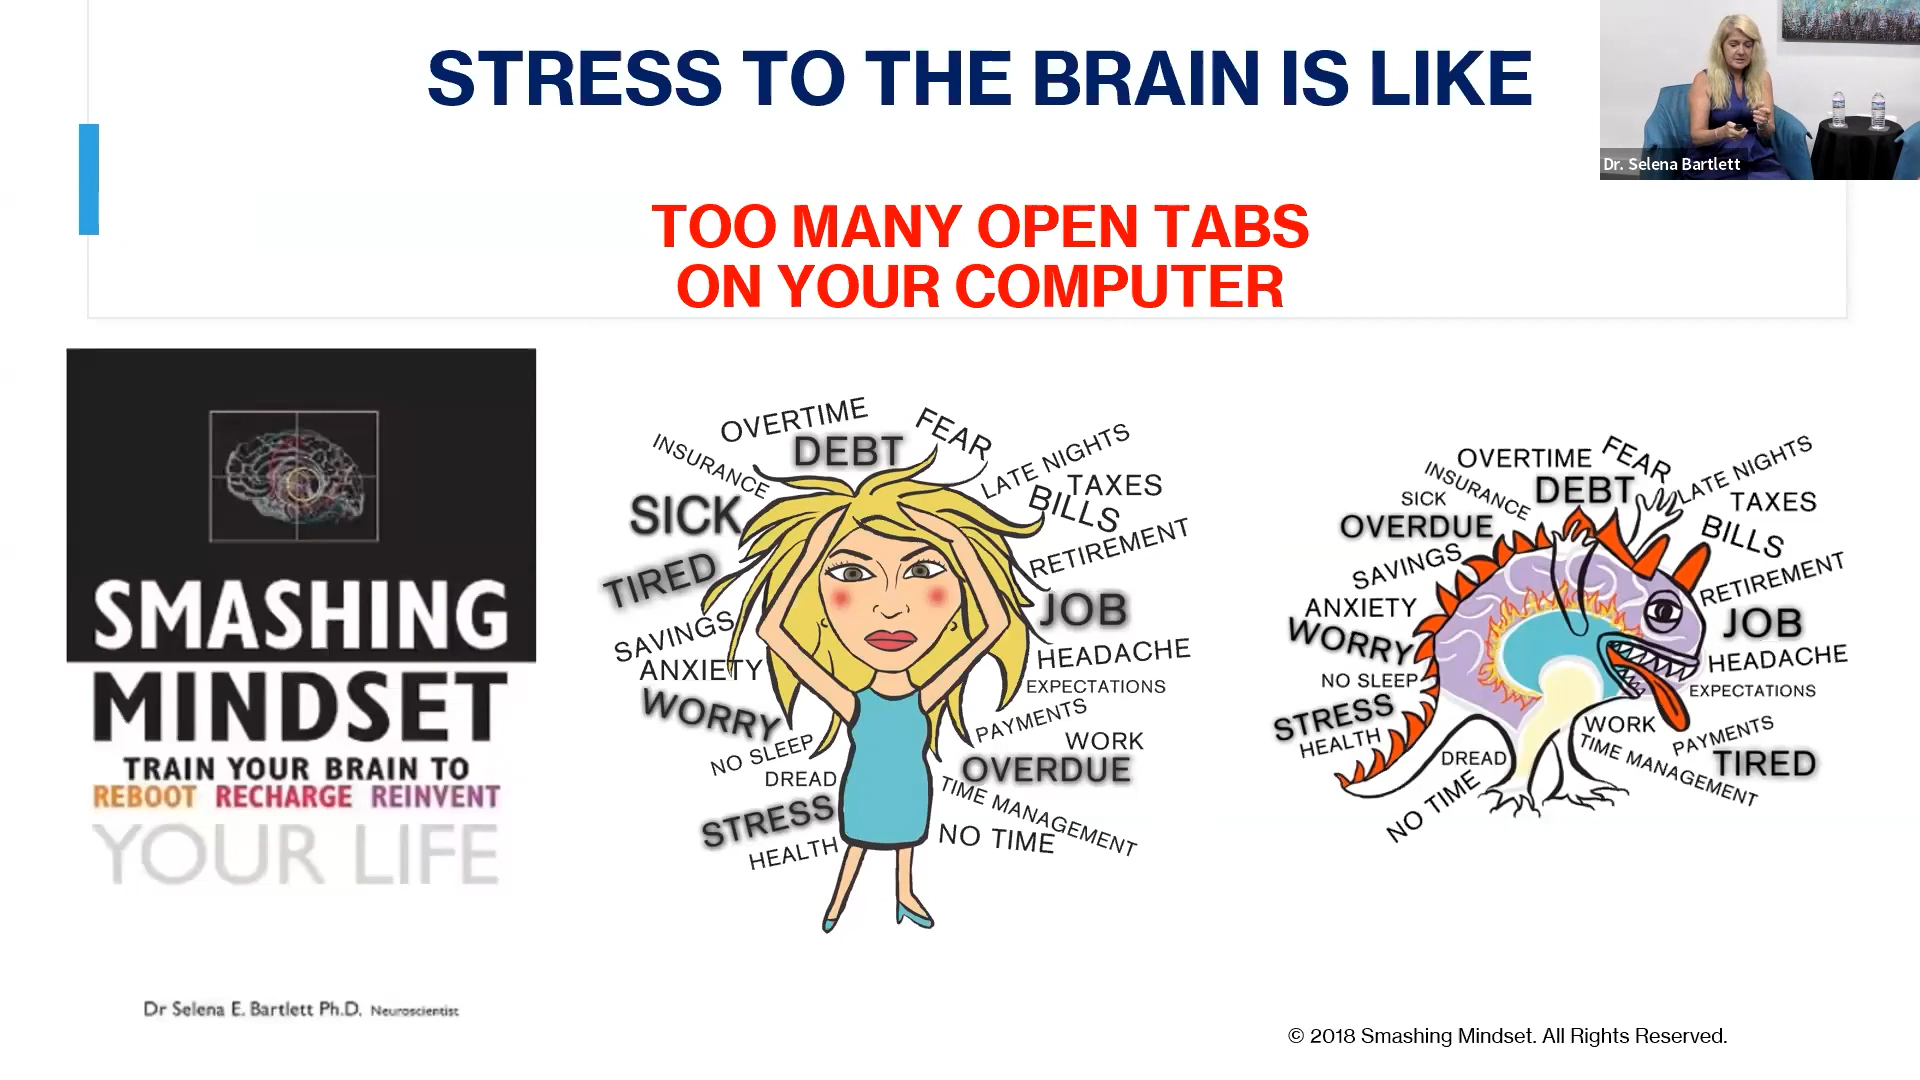 STRESS TO THE BRAIN IS LIKE
TOO MANY OPEN TABS
ON YOUR COMPUTER
Dr. Selena Bartlett
SMASHING
MINDSET
TRAIN YOUR BRAIN TO
REBOOT RECHARGE REINVENT
YOUR LIFE
Dr Selena E. Bartlett Ph.D. Neuroscientist
OVERTIME
FEAR
INSURANCE
DEBT
LATE NIGHTS
TAXES
SICK
BILLS
RETIREMENT
TIRED
JOB
SAVINGS
HEADACHE
ANXIETY
EXPECTATIONS
WORRY
PAYMENTS
NO SLEEP
WORK
DREAD
OVERDUE
STRESS
TIME MANAGEMENT
HEALTH
NO TIME
OVERTIME
FEAR
LATE NIGHTS
INSURANCE
SICK
DEBT
TAXES
OVERDUE
BILLS
SAVINGS
RETIREMENT
ANXIETY
JOB
WORRY
HEADACHE
NO SLEEP
EXPECTATIONS
STRESS
WORK
PAYMENTS
HEALTH
DREAD
TIME MANAGEMENT
TIRED
NO TIME
© 2018 Smashing Mindset. All Rights Reserved.